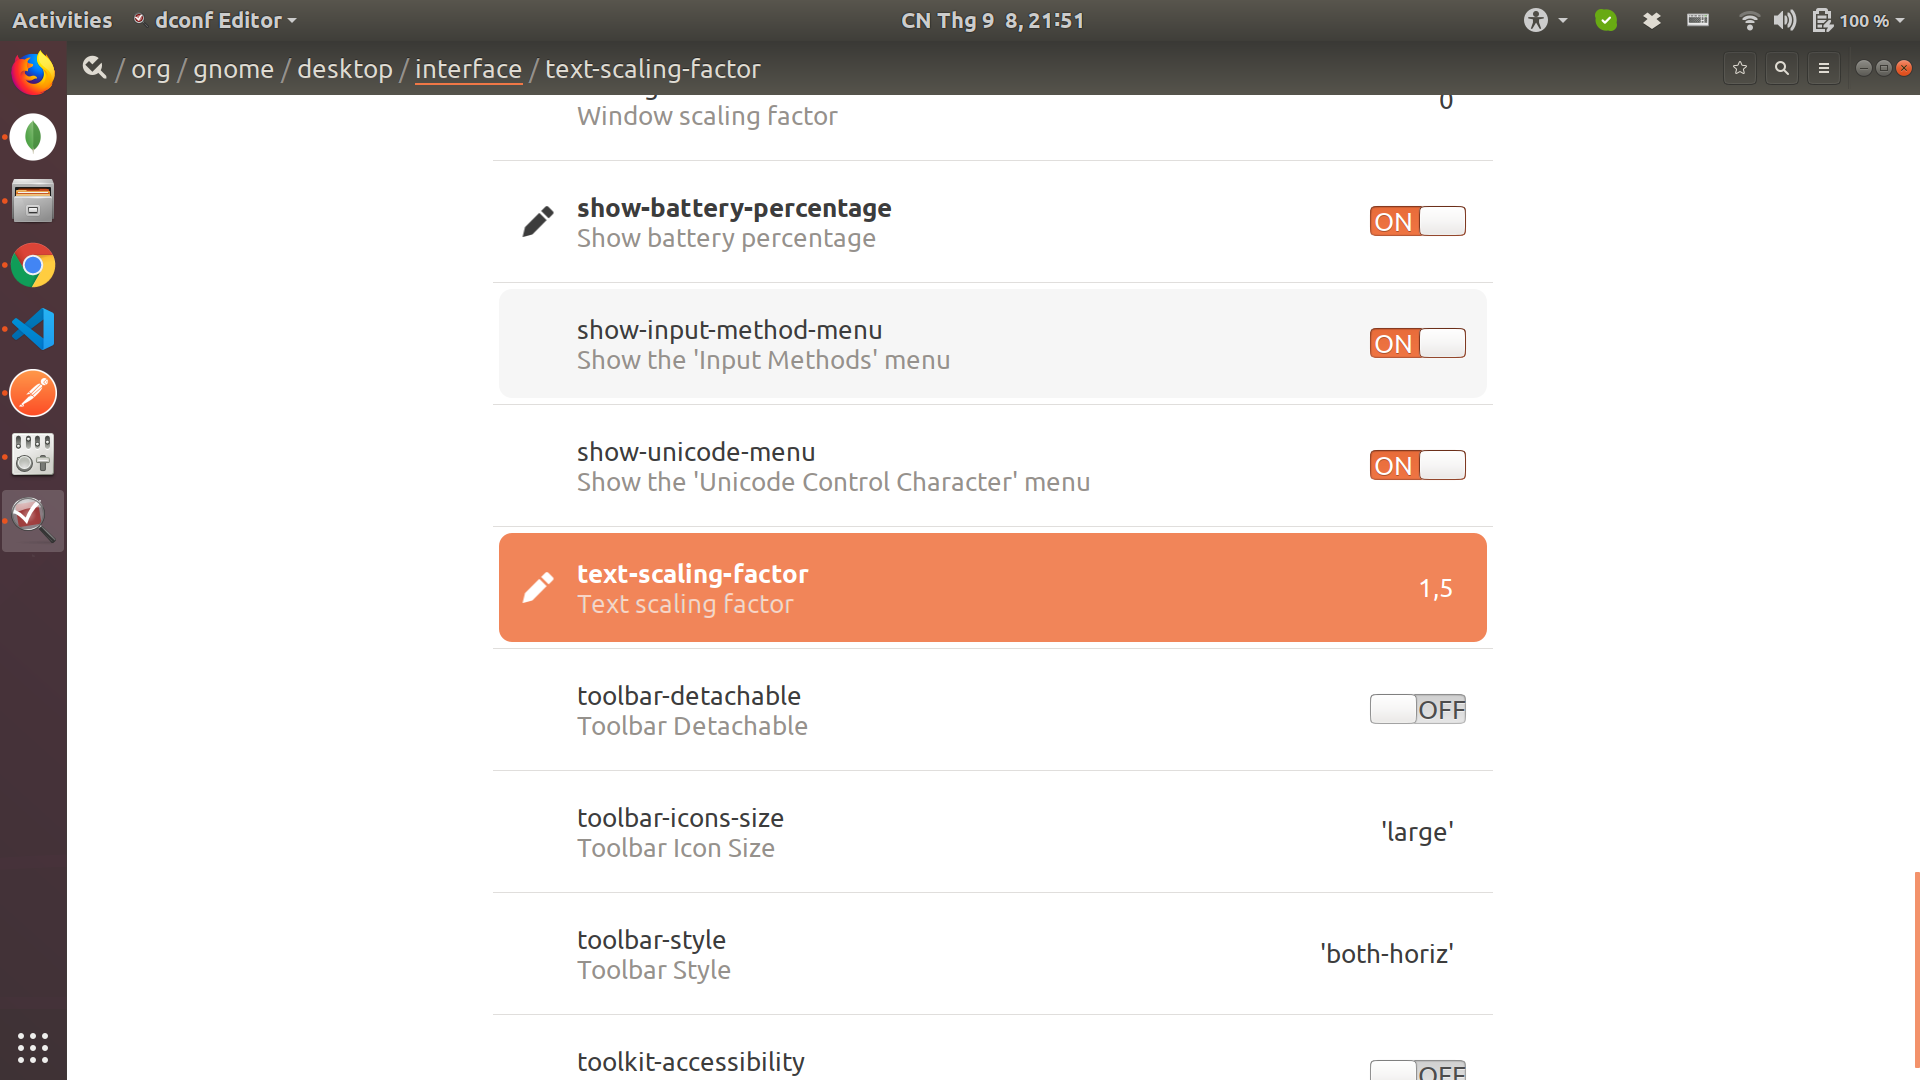 Activities dconf Editor CN Thg 9 8, 21:51 100 %
/ org / gnome / desktop / interface / text-scaling-factor
0
Window scaling factor
show-battery-percentage
ON
Show battery percentage
show-input-method-menu
ON
Show the 'Input Methods' menu
show-unicode-menu
ON
Show the 'Unicode Control Character' menu
text-scaling-factor
1,5
Text scaling factor
toolbar-detachable
OFF
Toolbar Detachable
toolbar-icons-size
'large'
Toolbar Icon Size
toolbar-style
'both-horiz'
Toolbar Style
toolkit-accessibility
OFF